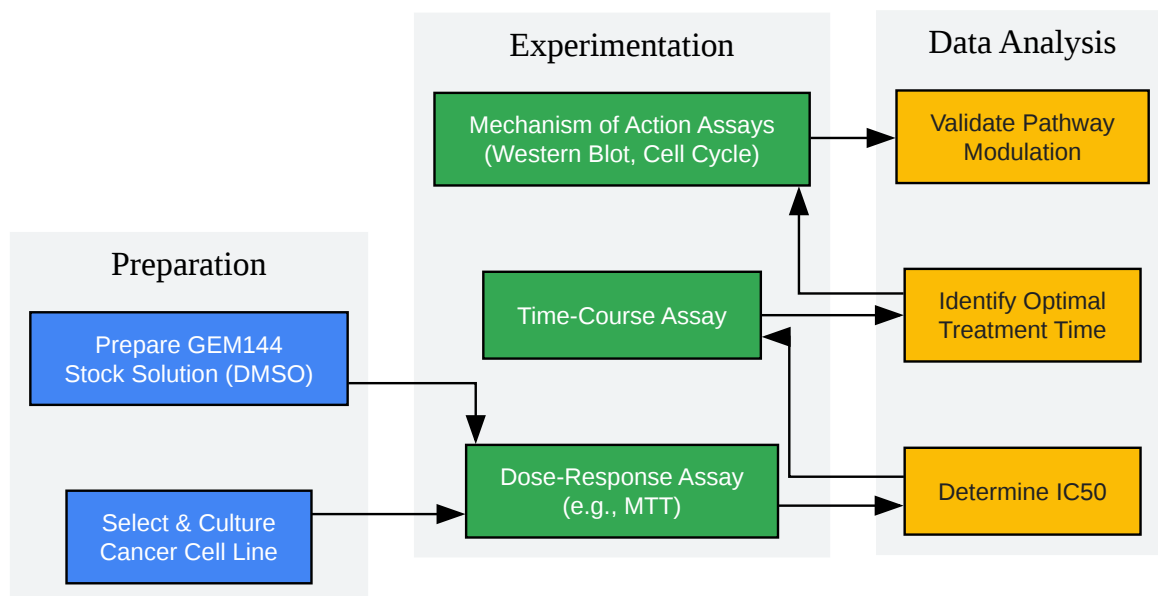 Preparation
Prepare GEM144
Stock Solution (DMSO)
Select & Culture
Cancer Cell Line
Experimentation
Mechanism of Action Assays
(Western Blot, Cell Cycle)
Time-Course Assay
Dose-Response Assay
(e.g., MTT)
Data Analysis
Validate Pathway
Modulation
Identify Optimal
Treatment Time
Determine IC50